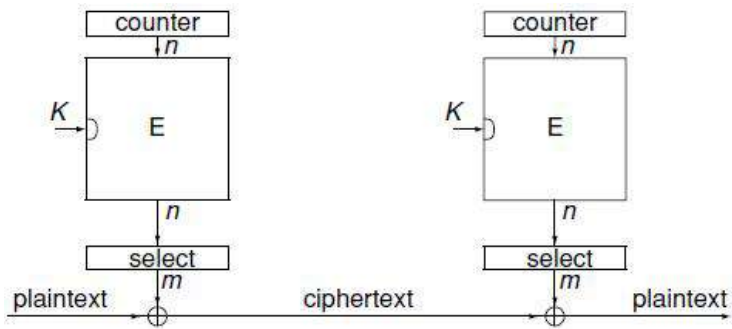 counter counter
n n
K E K E
n n
select select
m m
plaintext ciphertext plaintext